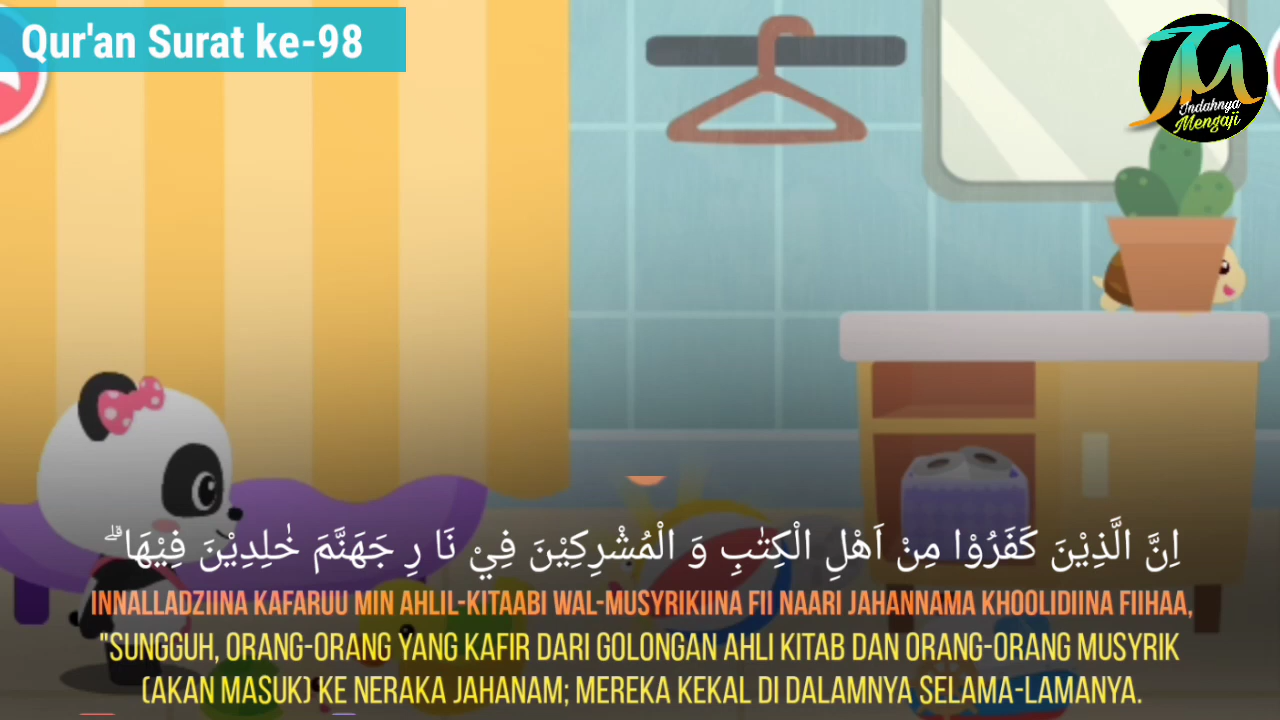 Qur'an Surat ke-98
Indahnya
Mengaji
اِنَّ الَّذِيْنَ كَفَرُوْا مِنْ اَهْلِ الْكِتٰبِ وَ الْمُشْرِكِيْنَ فِيْ نَا رِ جَهَنَّمَ خٰلِدِيْنَ فِيْهَا ۗ
INNALLADZIINA KAFARUU MIN AHLIL-KITAABI WAL-MUSYRIKIINA FII NAARI JAHANNAMA KHOOLIDIINA FIIHAA,
"SUNGGUH, ORANG-ORANG YANG KAFIR DARI GOLONGAN AHLI KITAB DAN ORANG-ORANG MUSYRIK
(AKAN MASUK) KE NERAKA JAHANAM; MEREKA KEKAL DI DALAMNYA SELAMA-LAMANYA.